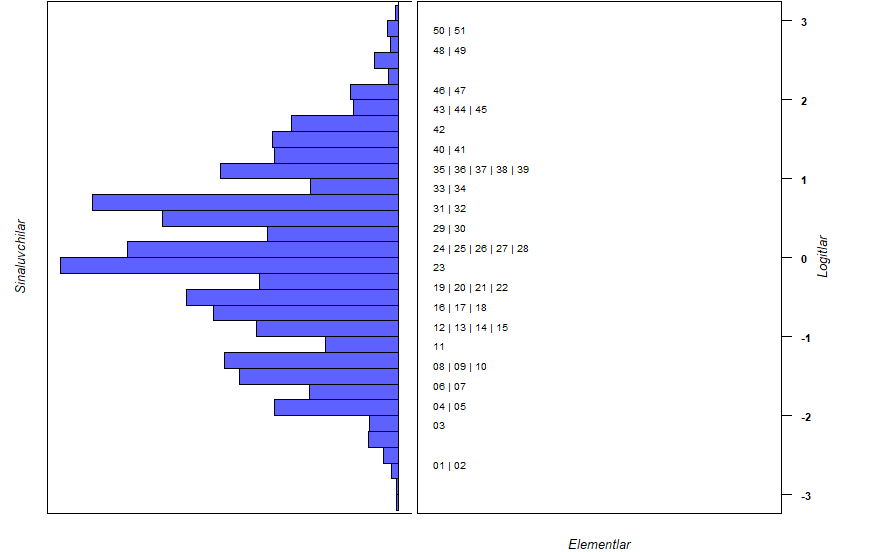 3
50 | 51
48 | 49
46 | 47
2
43 | 44 | 45
42
40 | 41
35 | 36 | 37 | 38 | 39
1
33 | 34
31 | 32
29 | 30
24 | 25 | 26 | 27 | 28
Sinaluvchilar
Logitlar
0
23
19 | 20 | 21 | 22
16 | 17 | 18
12 | 13 | 14 | 15
-1
11
08 | 09 | 10
06 | 07
04 | 05
-2
03
01 | 02
-3
Elementlar